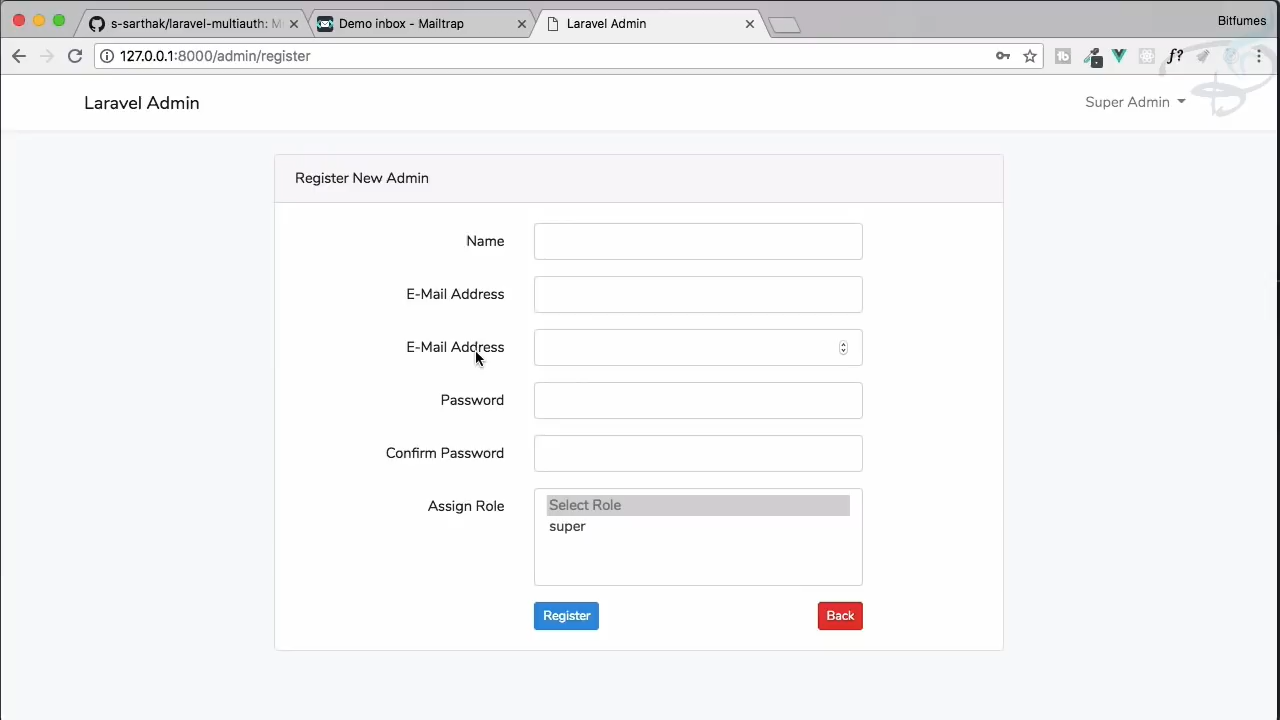 s-sarthak/laravel-multiauth: M
Demo inbox - Mailtrap
Laravel Admin
Bitfumes
127.0.0.1:8000/admin/register
f?
Laravel Admin
Super Admin
Register New Admin
Name
E-Mail Address
E-Mail Address
Password
Confirm Password
Assign Role
Select Role
super
Register
Back